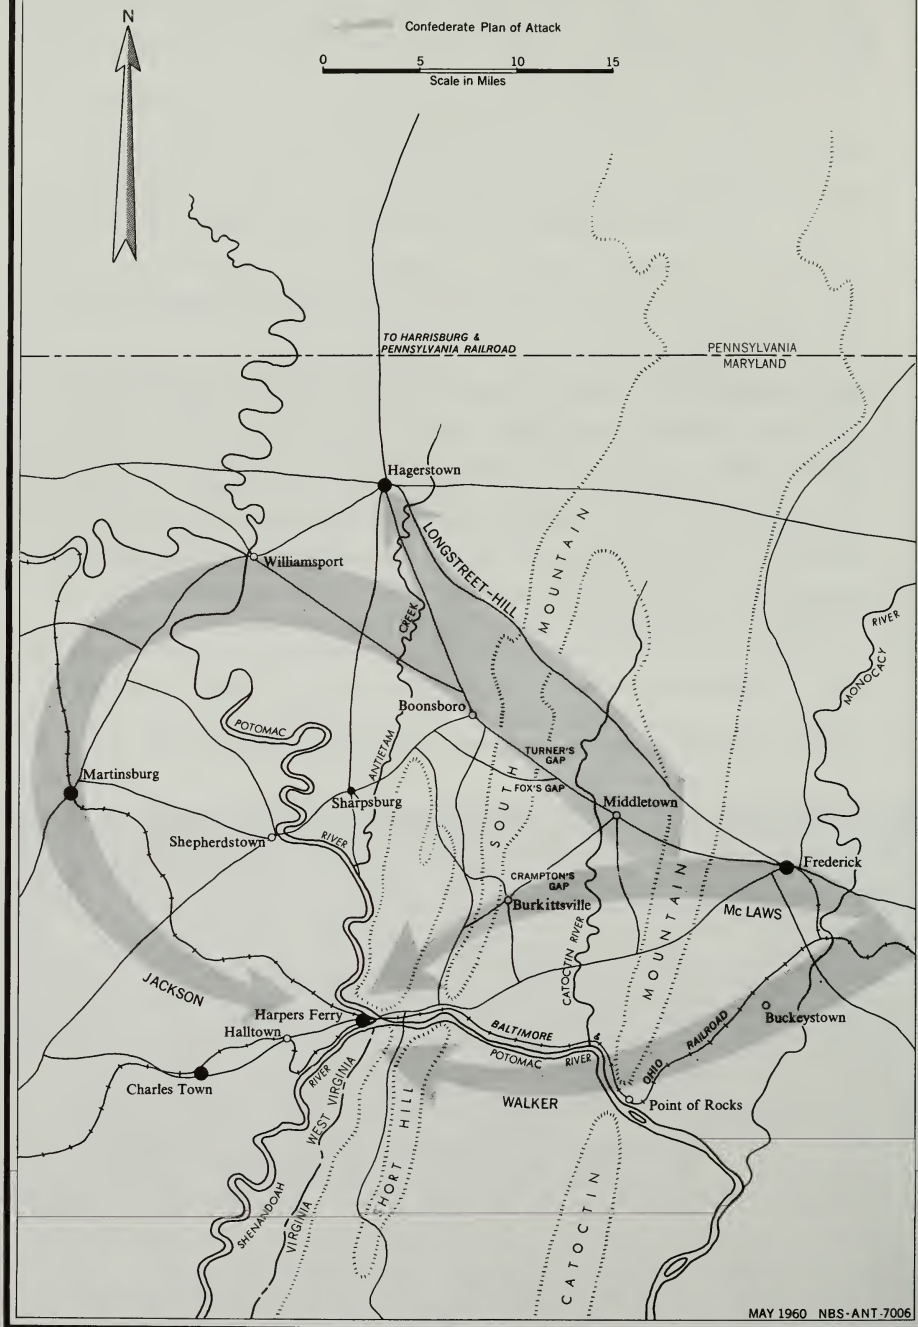 N
Confederate Plan of Attack
0 5 10 15
Scale in Miles
TO HARRISBURG &
PENNSYLVANIA RAILROAD
PENNSYLVANIA
MARYLAND
Hagerstown
LONGSTREET-HILL
MOUNTAIN
Williamsport
CREEK
RIVER
MONOCACY
Boonsboro
POTOMAC
ANTIETAM
TURNER'S
GAP
FOX'S GAP
SOUTH
Martinsburg
Sharpsburg
Middletown
Shepherdstown
RIVER
Frederick
CRAMPTON'S
GAP
Burkittsville
Mc LAWS
MOUNTAIN
CATOCTIN RIVER
JACKSON
Harpers Ferry
Halltown
BALTIMORE
&
OHIO
RAILROAD
Buckeystown
POTOMAC
RIVER
Charles Town
RIVER
WEST VIRGINIA
WALKER
Point of Rocks
SHORT HILL
SHENANDOAH
VIRGINIA
CATOCTIN
MAY 1960 NBS-ANT-7006